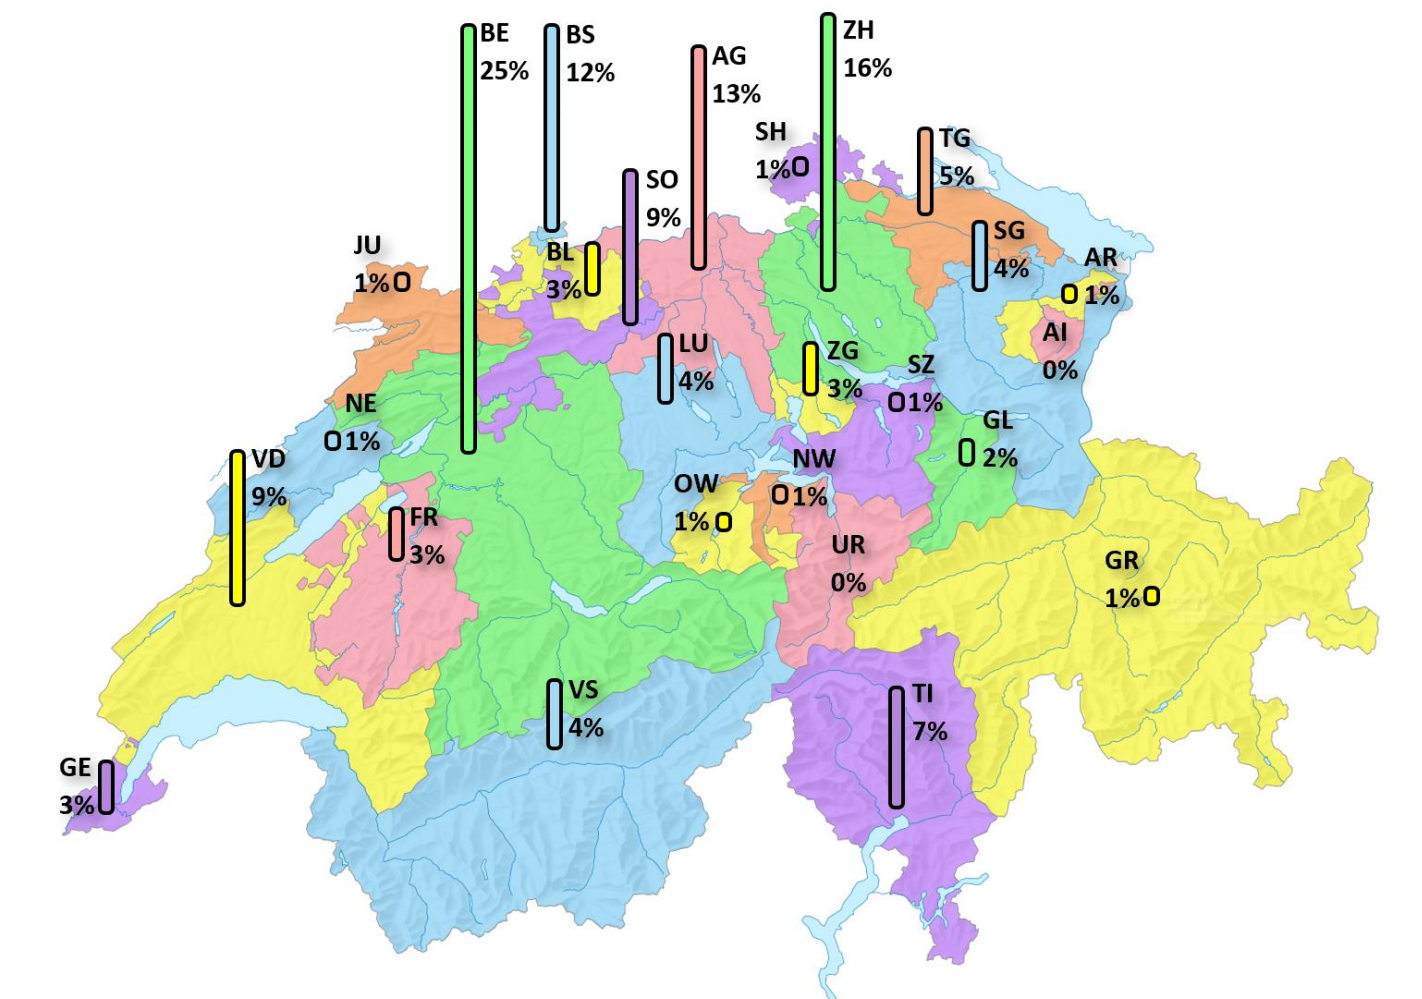 BE
25%
BS
12%
AG
13%
ZH
16%
SH
1%
TG
5%
SO
9%
SG
4%
JU
1%
BL
3%
AR
1%
AI
0%
LU
4%
ZG
3%
SZ
1%
NE
1%
GL
2%
VD
9%
NW
1%
OW
1%
FR
3%
UR
0%
GR
1%
VS
4%
TI
7%
GE
3%